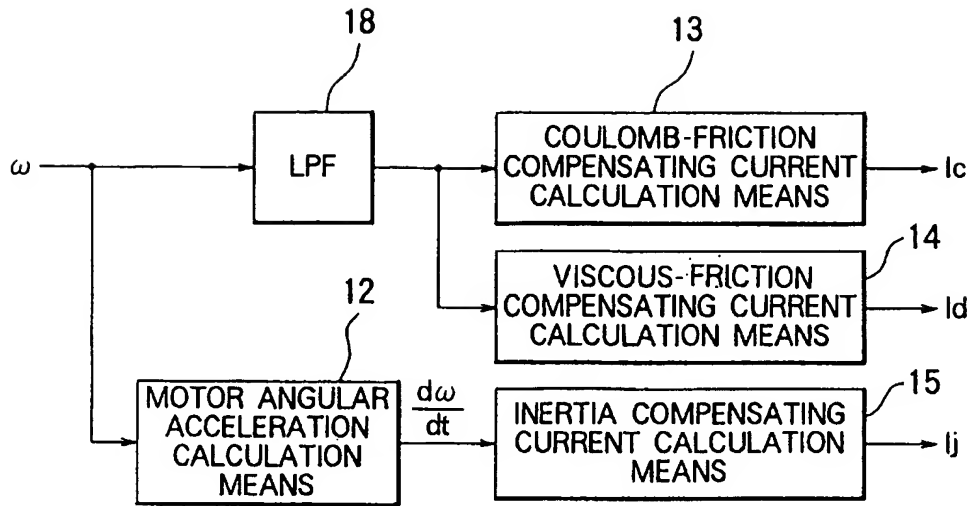 18
13
ω
LPF
COULOMB-FRICTION
COMPENSATING CURRENT
CALCULATION MEANS
Ic
14
VISCOUS-FRICTION
COMPENSATING CURRENT
CALCULATION MEANS
Id
12
MOTOR ANGULAR
ACCELERATION
CALCULATION
MEANS
dω
dt
15
INERTIA COMPENSATING
CURRENT CALCULATION
MEANS
Ij